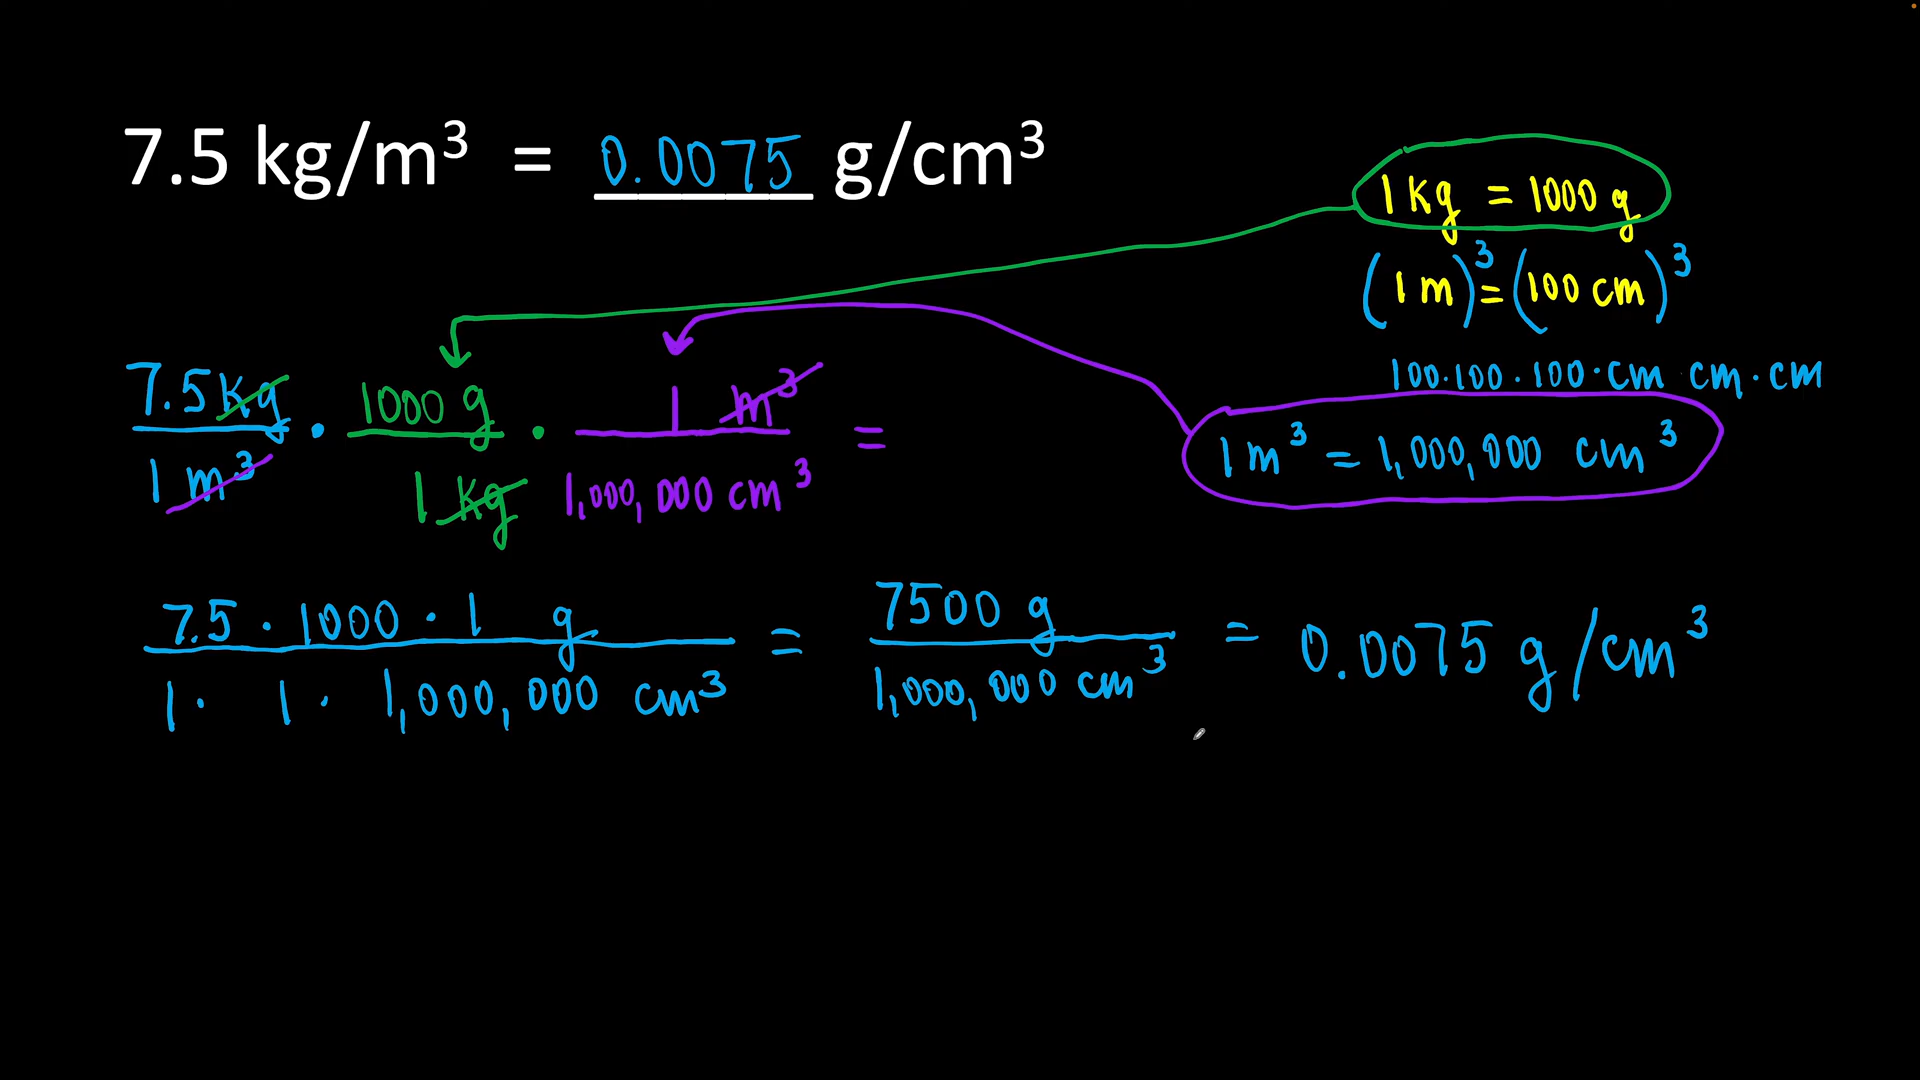 7.5 kg/m³ = 0.0075 g/cm³
1 kg = 1000 g
(1 m)³ = (100 cm)³
100·100·100·cm cm·cm
1 m³ = 1,000,000 cm³
7.5 kg · 1000 g · 1 m³ =
1 m³ 1 kg 1,000,000 cm³
7.5 · 1000 · 1 g = 7500 g = 0.0075 g/cm³
1 · 1 · 1,000,000 cm³ 1,000,000 cm³